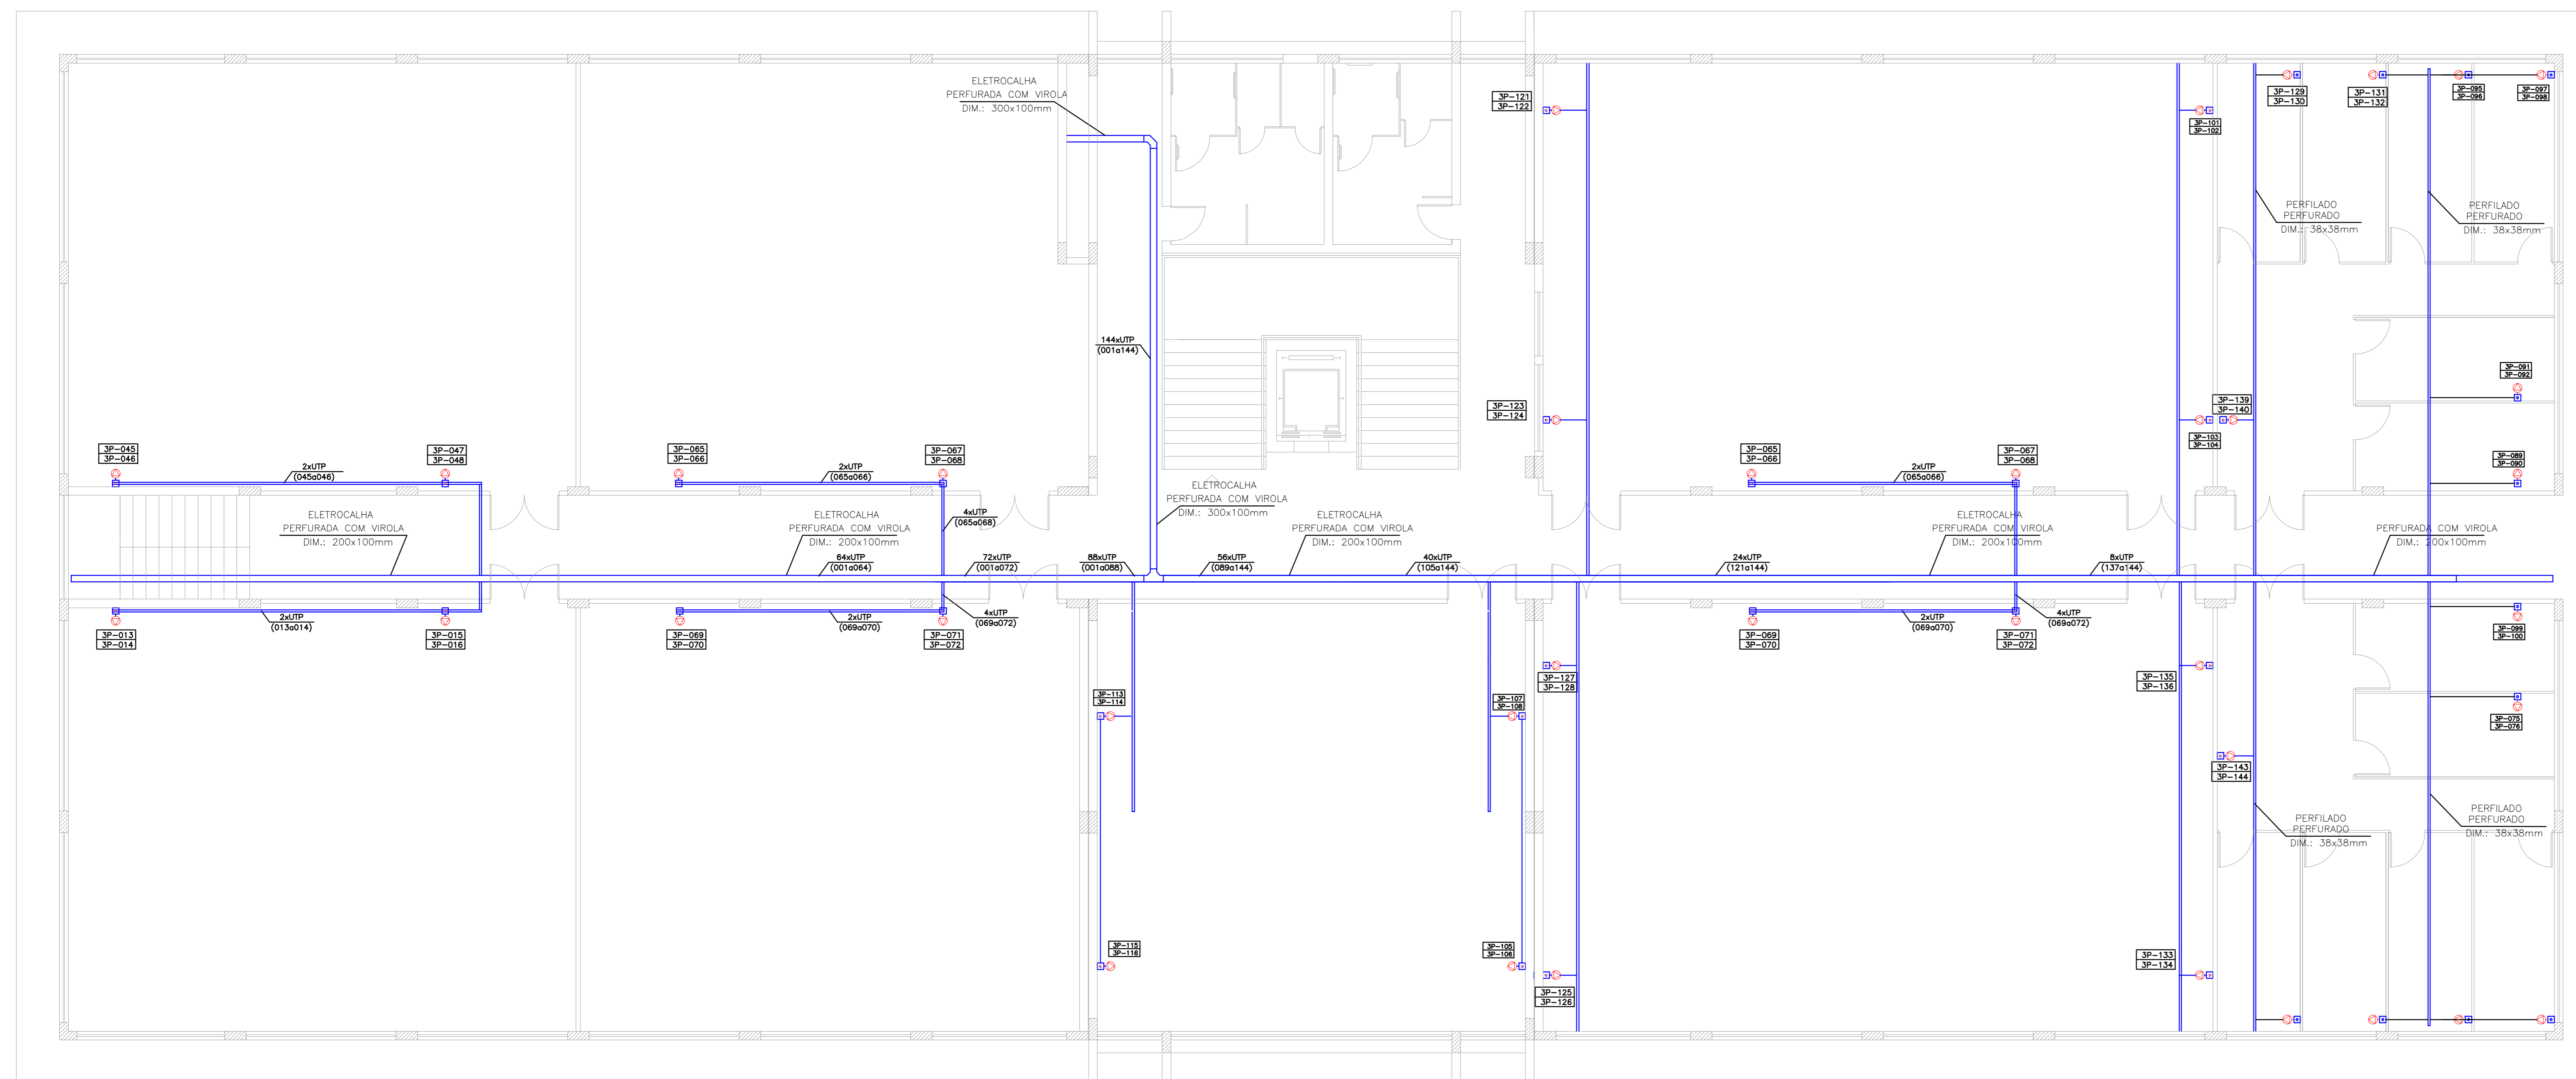 ELETROCALHA
PERFURADA COM VIROLA
DIM.: 300x100mm
3P-121
3P-122
3P-101
3P-102
3P-129
3P-130
3P-131
3P-132
3P-095
3P-096
3P-097
3P-098
PERFILADO
PERFURADO
DIM.: 38x38mm
PERFILADO
PERFURADO
DIM.: 38x38mm
144xUTP
(001a144)
3P-091
3P-092
3P-123
3P-124
3P-139
3P-140
3P-103
3P-104
3P-089
3P-090
3P-045
3P-046
2xUTP
(045a046)
3P-047
3P-048
3P-065
3P-066
2xUTP
(065a066)
3P-067
3P-068
3P-065
3P-066
2xUTP
(065a066)
3P-067
3P-068
ELETROCALHA
PERFURADA COM VIROLA
DIM.: 300x100mm
ELETROCALHA
PERFURADA COM VIROLA
DIM.: 200x100mm
ELETROCALHA
PERFURADA COM VIROLA
DIM.: 200x100mm
4xUTP
(065a068)
ELETROCALHA
PERFURADA COM VIROLA
DIM.: 200x100mm
ELETROCALHA
PERFURADA COM VIROLA
DIM.: 200x100mm
PERFURADA COM VIROLA
DIM.: 200x100mm
64xUTP
(001a064)
72xUTP
(001a072)
88xUTP
(001a088)
56xUTP
(089a144)
40xUTP
(105a144)
24xUTP
(121a144)
8xUTP
(137a144)
3P-013
3P-014
2xUTP
(013a014)
3P-015
3P-016
3P-069
3P-070
2xUTP
(069a070)
3P-071
3P-072
4xUTP
(069a072)
3P-069
3P-070
2xUTP
(069a070)
3P-071
3P-072
4xUTP
(069a072)
3P-099
3P-100
3P-113
3P-114
3P-107
3P-108
3P-127
3P-128
3P-135
3P-136
3P-075
3P-076
3P-143
3P-144
PERFILADO
PERFURADO
DIM.: 38x38mm
PERFILADO
PERFURADO
DIM.: 38x38mm
3P-115
3P-116
3P-105
3P-106
3P-133
3P-134
3P-125
3P-126